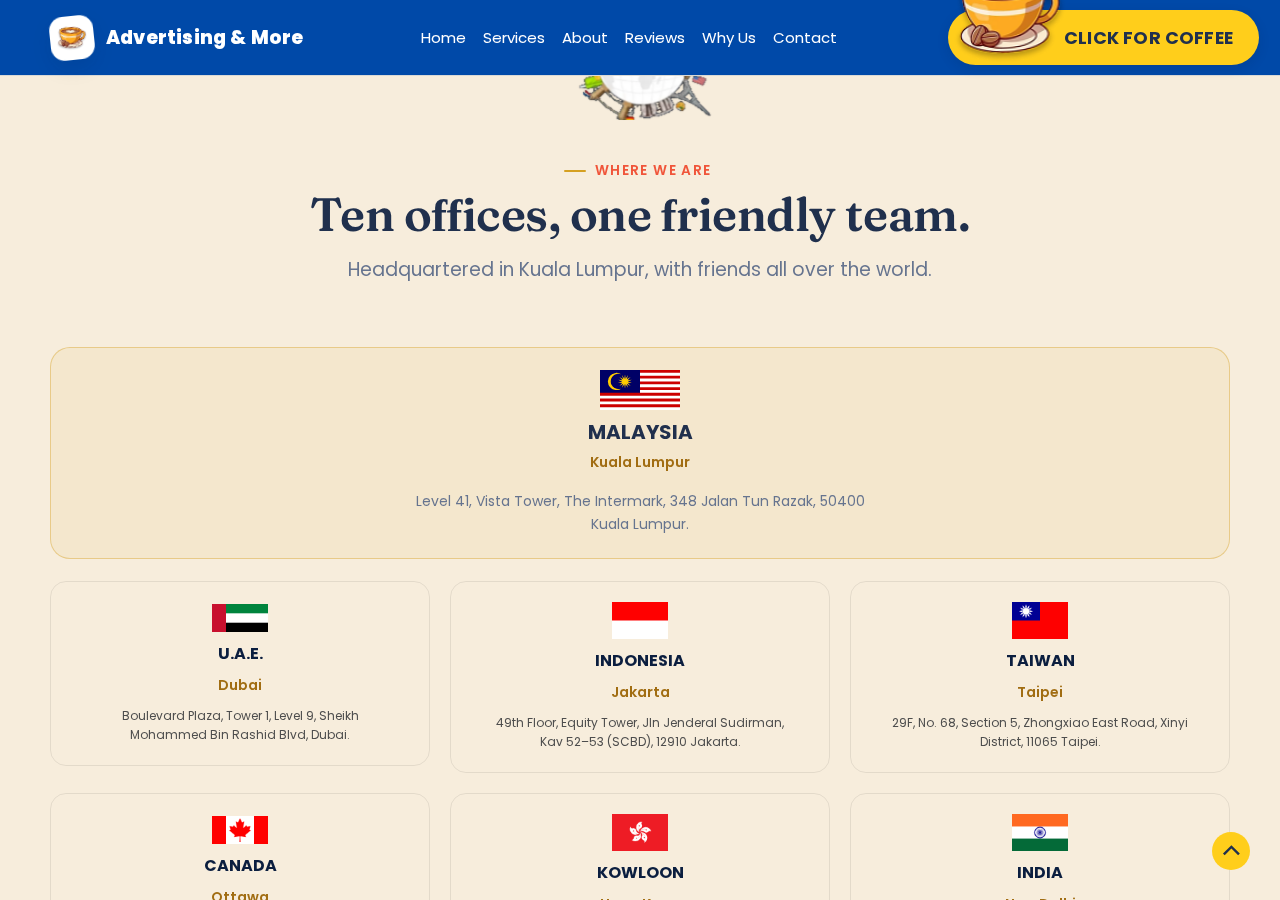 Advertising & More
Home Services About Reviews Why Us Contact
CLICK FOR COFFEE
WHERE WE ARE
Ten offices, one friendly team.
Headquartered in Kuala Lumpur, with friends all over the world.
MALAYSIA
Kuala Lumpur
Level 41, Vista Tower, The Intermark, 348 Jalan Tun Razak, 50400
Kuala Lumpur.
U.A.E.
Dubai
Boulevard Plaza, Tower 1, Level 9, Sheikh
Mohammed Bin Rashid Blvd, Dubai.
INDONESIA
Jakarta
49th Floor, Equity Tower, Jln Jenderal Sudirman,
Kav 52–53 (SCBD), 12910 Jakarta.
TAIWAN
Taipei
29F, No. 68, Section 5, Zhongxiao East Road, Xinyi
District, 11065 Taipei.
CANADA
Ottawa
KOWLOON
INDIA